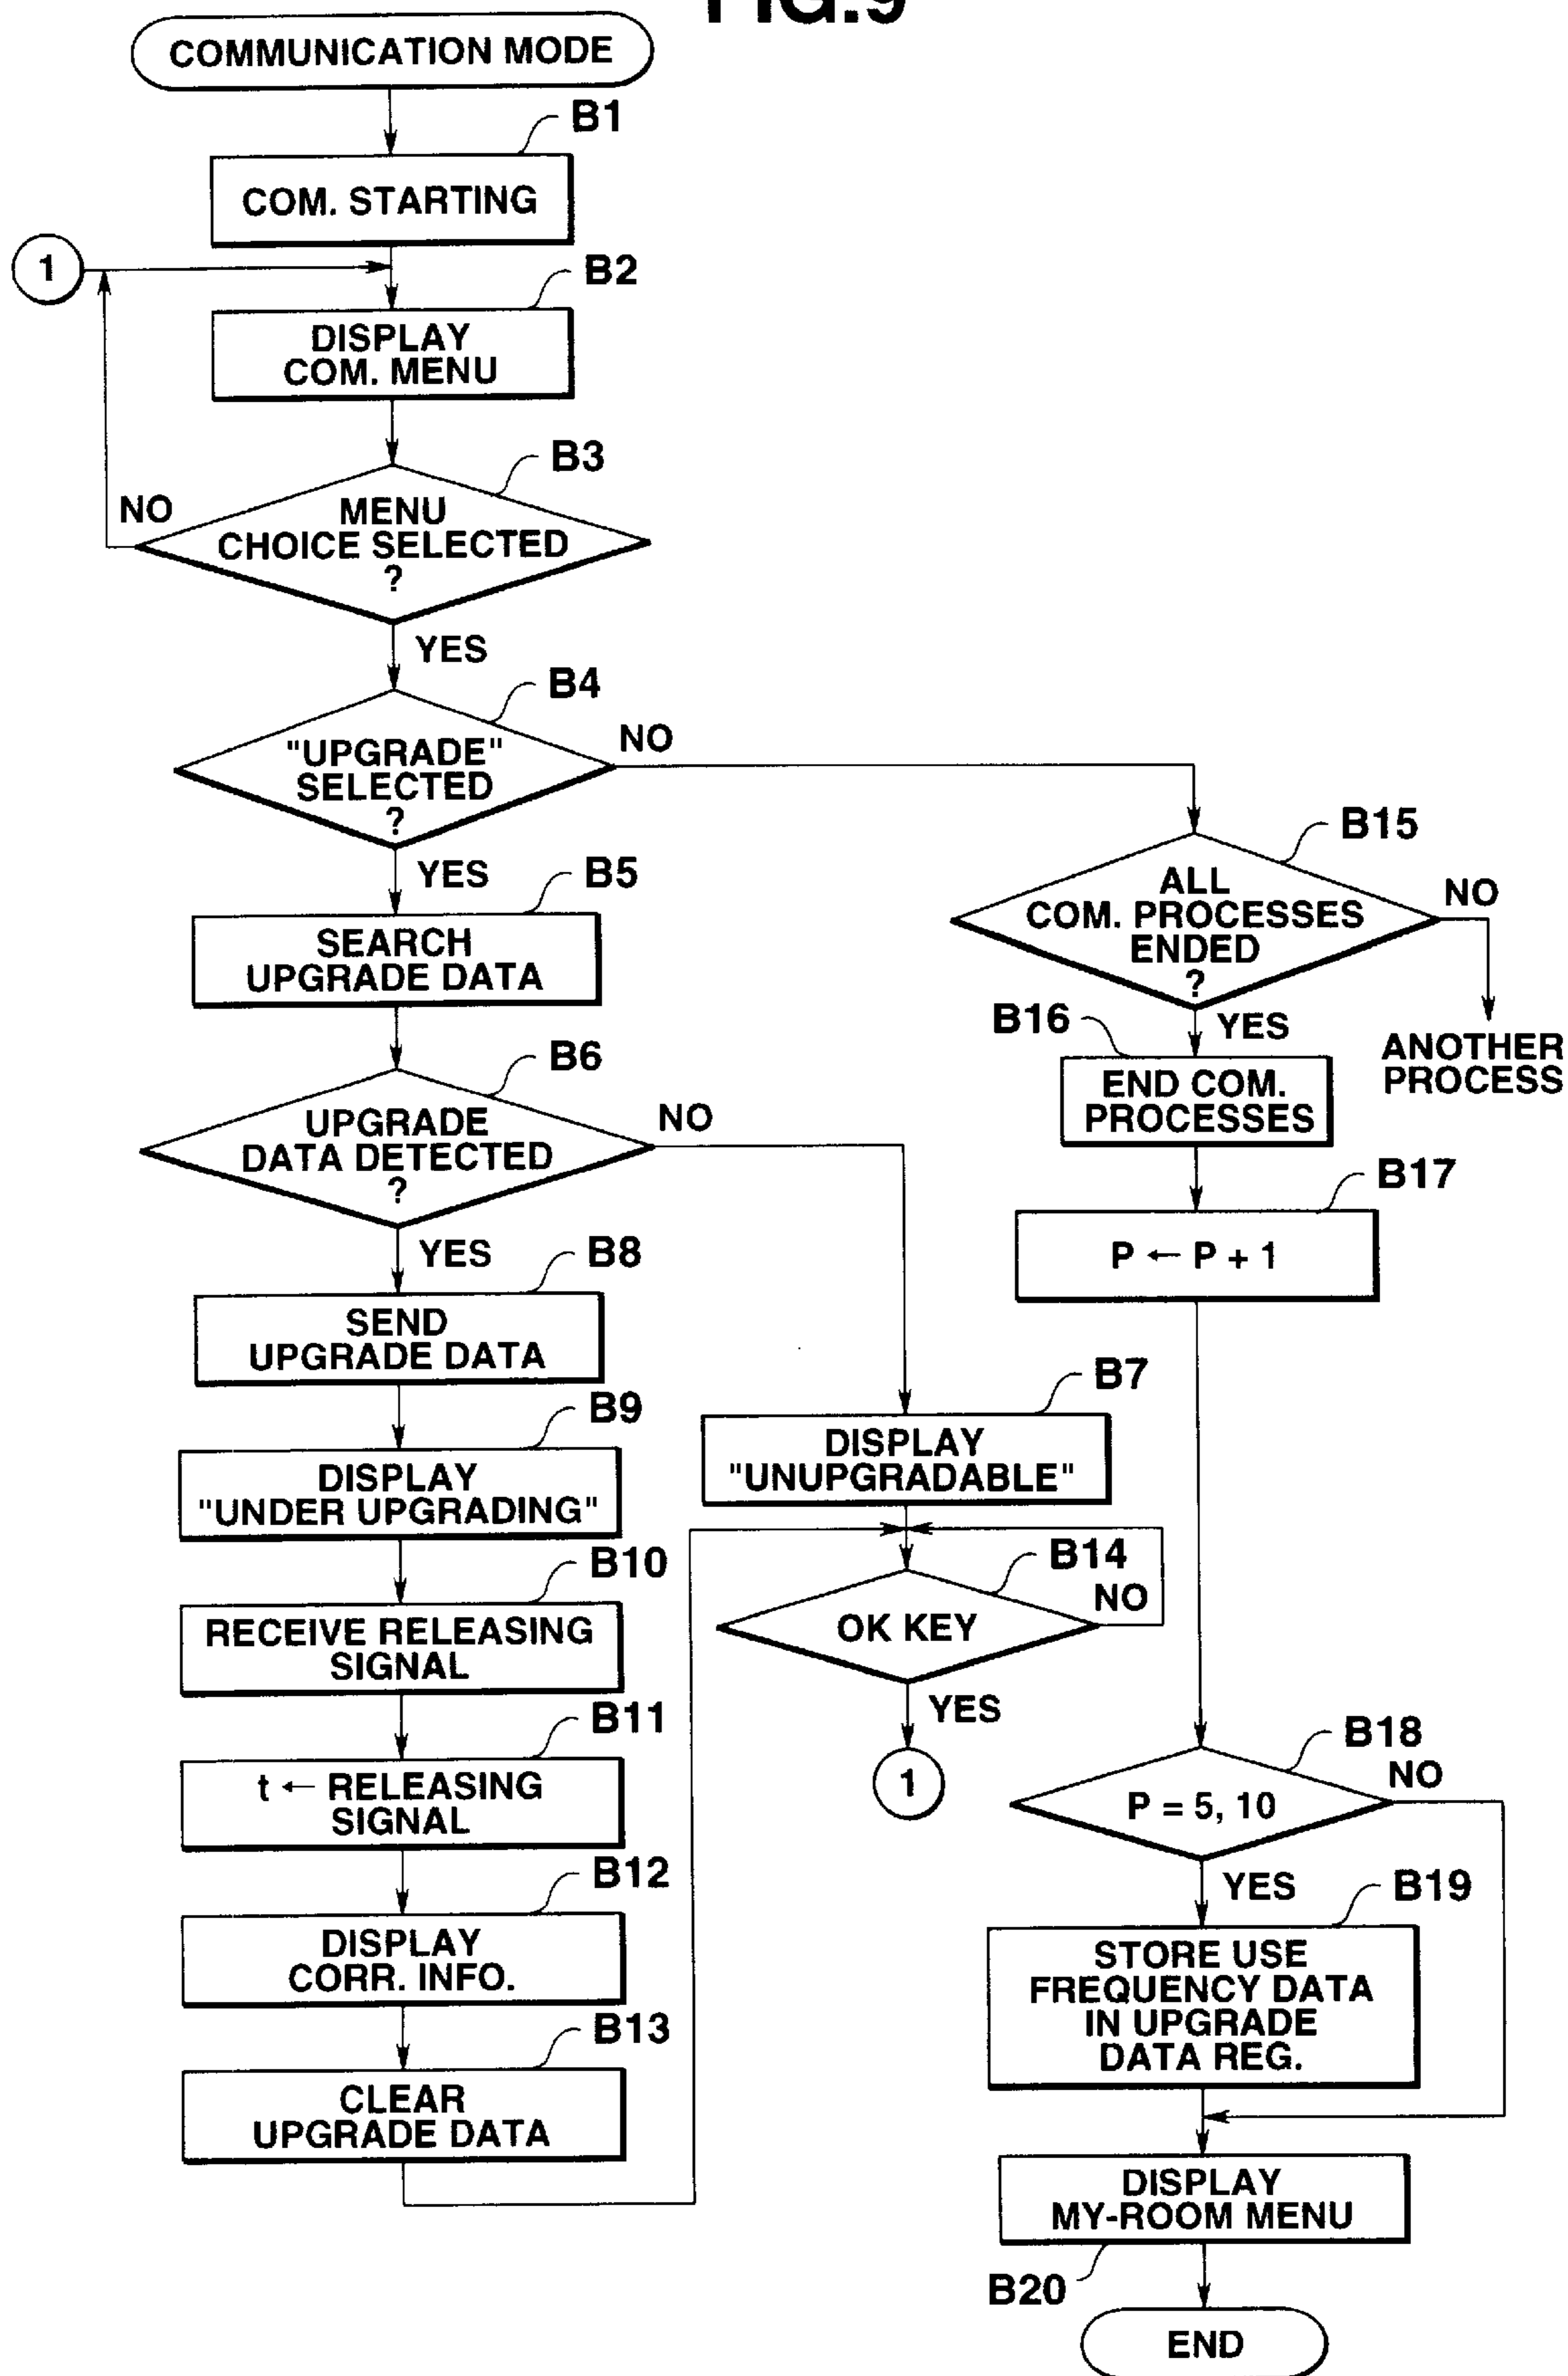 FIG.9
COMMUNICATION MODE
B1
COM. STARTING
1
B2
DISPLAY
COM. MENU
B3
NO
MENU
CHOICE SELECTED
?
YES
B4
"UPGRADE"
SELECTED
?
NO
YES
B5
SEARCH
UPGRADE DATA
B6
UPGRADE
DATA DETECTED
?
NO
YES
B8
SEND
UPGRADE DATA
B9
DISPLAY
"UNDER UPGRADING"
B10
RECEIVE RELEASING
SIGNAL
B11
t ← RELEASING
SIGNAL
B12
DISPLAY
CORR. INFO.
B13
CLEAR
UPGRADE DATA
B7
DISPLAY
"UNUPGRADABLE"
B14
NO
OK KEY
YES
1
B15
ALL
COM. PROCESSES
ENDED
?
NO
ANOTHER
PROCESS
YES
B16
END COM.
PROCESSES
B17
P ← P + 1
B18
NO
P = 5, 10
YES
B19
STORE USE
FREQUENCY DATA
IN UPGRADE
DATA REG.
DISPLAY
MY-ROOM MENU
B20
END